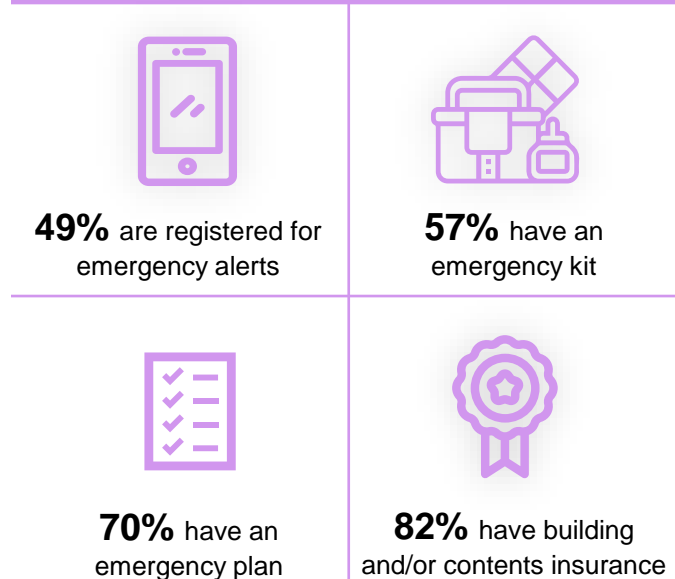 49% are registered for
emergency alerts
57% have an
emergency kit
70% have an
emergency plan
82% have building
and/or contents insurance